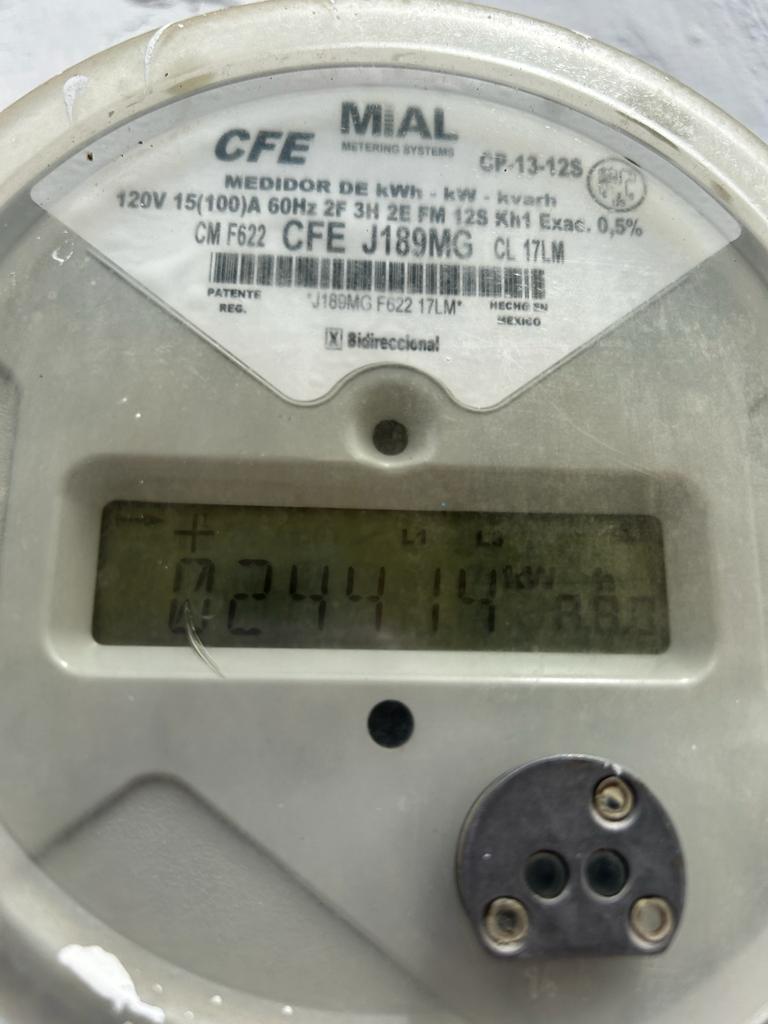 MiAL
METERING SYSTEMS
CFE
CP-13-12S
MEDIDOR DE kWh - kW - kvarh
120V 15(100)A 60Hz 2F 3H 2E FM 12S Kh1 Exac. 0,5%
CM F622 CFE J189MG CL 17LM
PATENTE REG.
*J189MG F622 17LM*
HECHO EN MEXICO
X Bidireccional
+ L1
024414 kW h